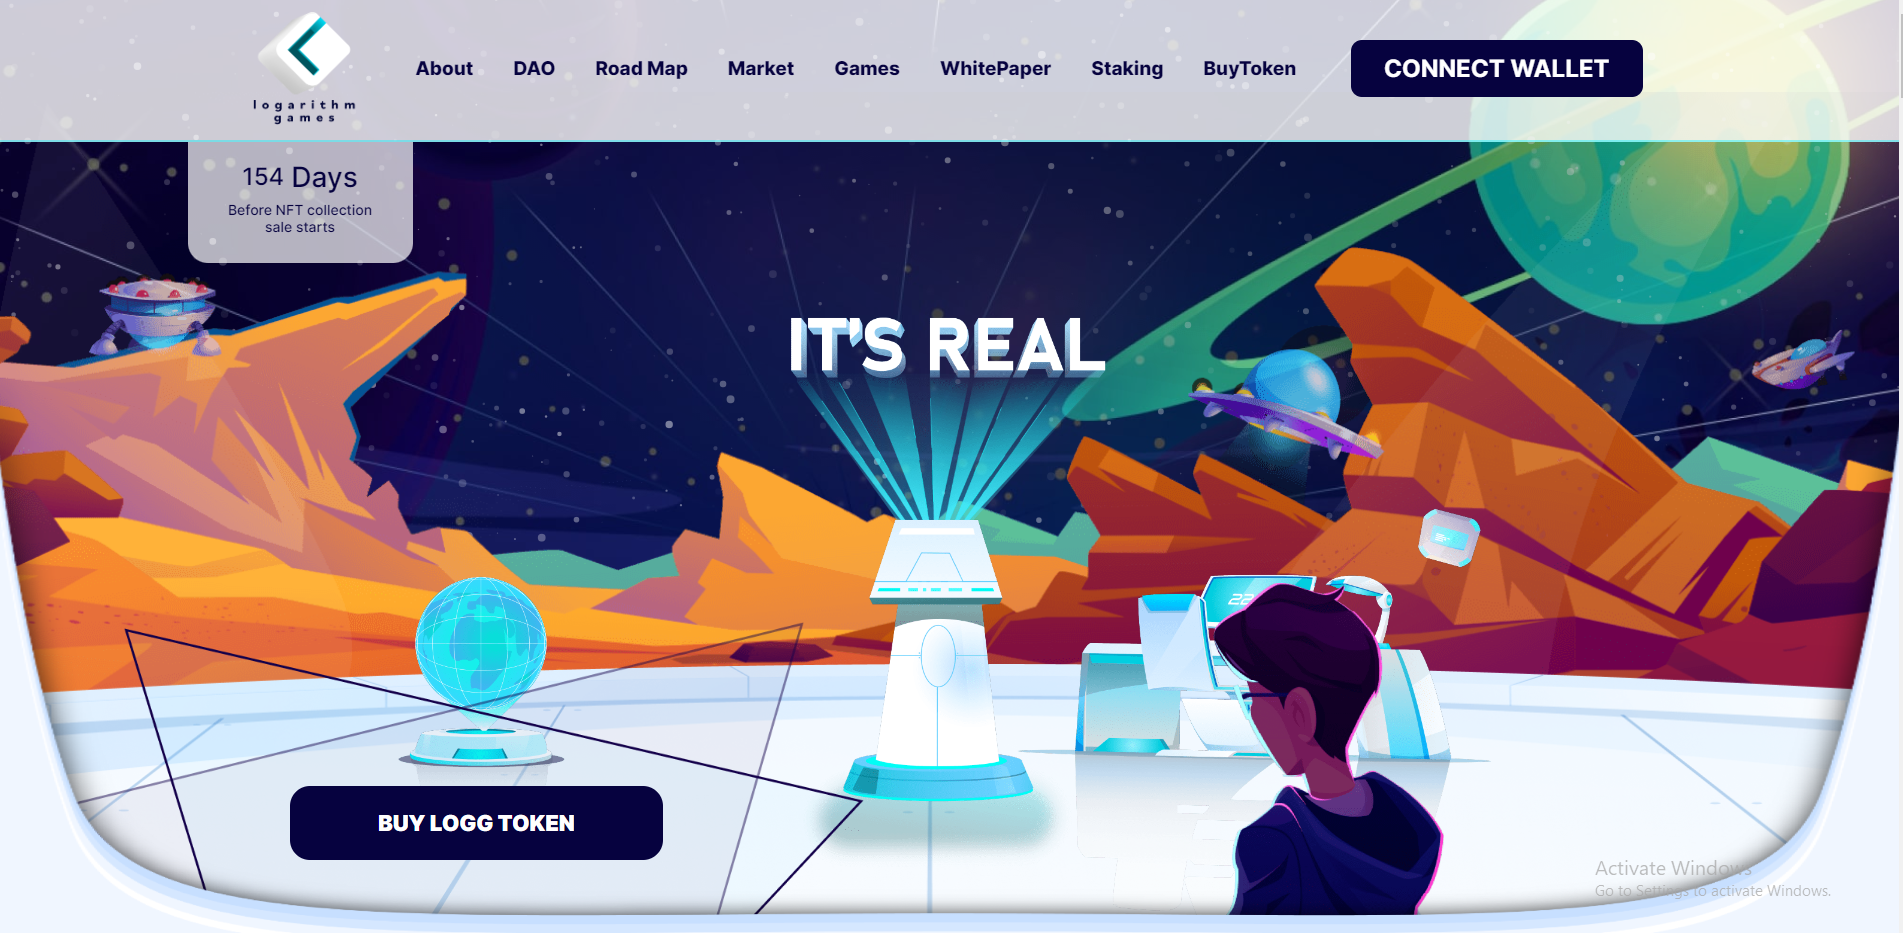 logarithm
games
About DAO Road Map Market Games WhitePaper Staking BuyToken CONNECT WALLET
154 Days
Before NFT collection
sale starts
IT'S REAL
22
BUY LOGG TOKEN
Activate Windows
Go to Settings to activate Windows.